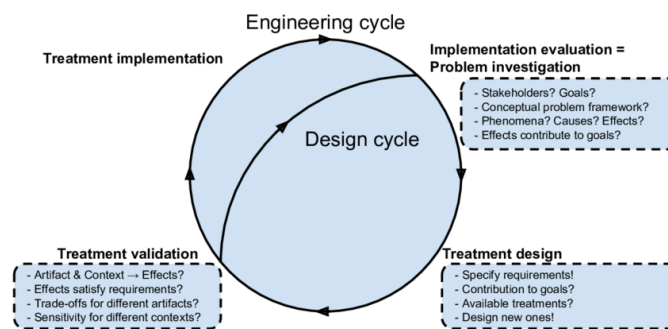 Engineering cycle
Treatment implementation
Implementation evaluation =
Problem investigation
- Stakeholders? Goals?
- Conceptual problem framework?
- Phenomena? Causes? Effects?
- Effects contribute to goals?
Design cycle
Treatment validation
- Artifact & Context → Effects?
- Effects satisfy requirements?
- Trade-offs for different artifacts?
- Sensitivity for different contexts?
Treatment design
- Specify requirements!
- Contribution to goals?
- Available treatments?
- Design new ones!